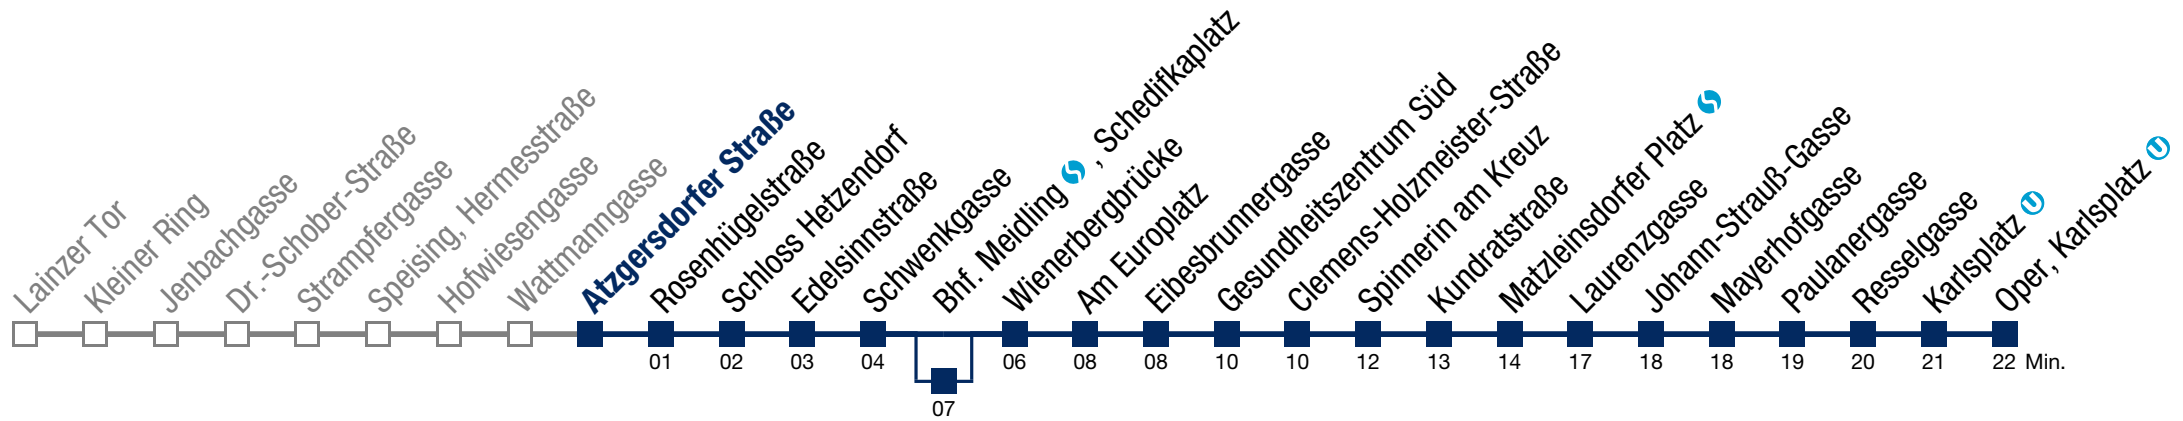 Lainzer Tor
Kleiner Ring
Jenbachgasse
Dr.-Schober-Straße
Strampfergasse
Speising, Hermesstraße
Hofwiesengasse
Wattmanngasse
Atzgersdorfer Straße
Rosenhügelstraße
Schloss Hetzendorf
Edelsinnstraße
Schwenkgasse
Bhf. Meidling S, Schedifkaplatz
Wienerbergbrücke
Am Europlatz
Eibesbrunnergasse
Gesundheitszentrum Süd
Clemens-Holzmeister-Straße
Spinnerin am Kreuz
Kundratstraße
Matzleinsdorfer Platz S
Laurenzgasse
Johann-Strauß-Gasse
Mayerhofgasse
Paulanergasse
Resselgasse
Karlsplatz U
Oper, Karlsplatz U
01 02 03 04 06 08 08 10 10 12 13 14 17 18 18 19 20 21 22 Min.
07